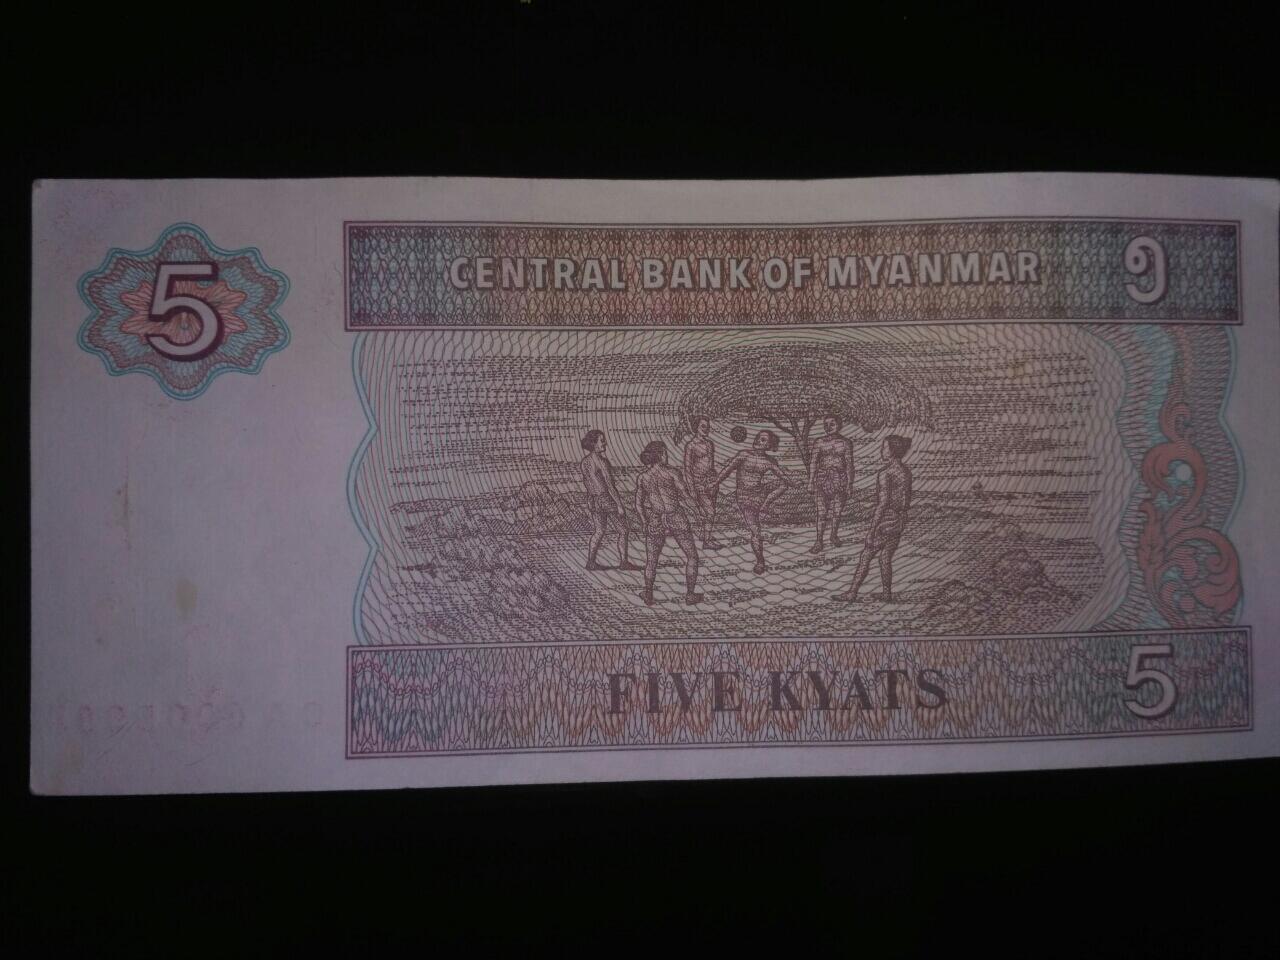 5
CENTRAL BANK OF MYANMAR ၅
FIVE KYATS 5